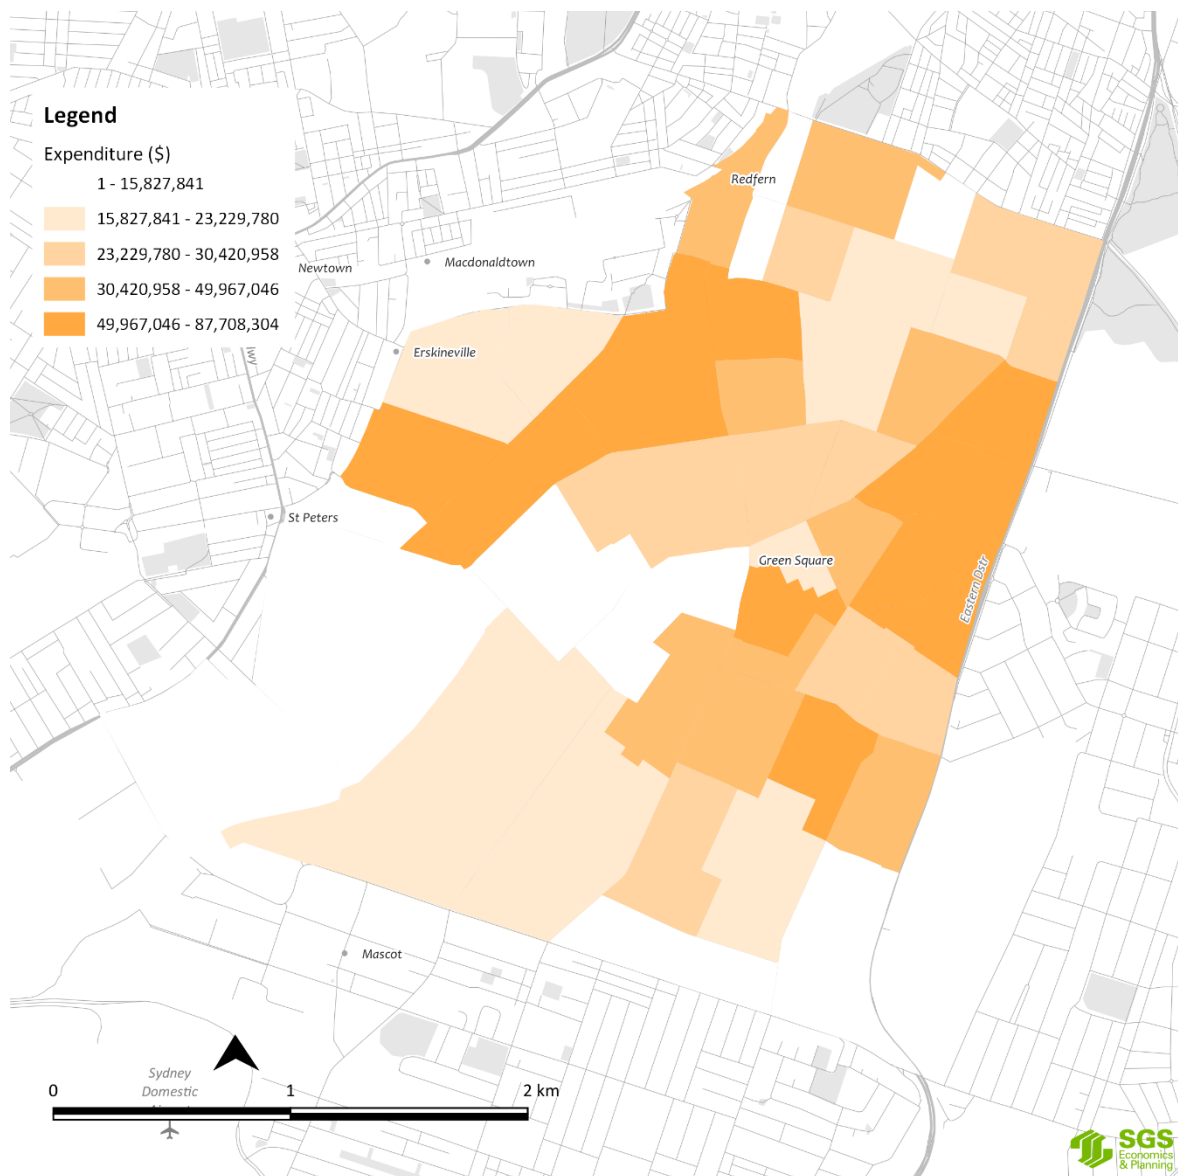 Legend
Expenditure ($)
1 - 15,827,841
15,827,841 - 23,229,780
23,229,780 - 30,420,958
30,420,958 - 49,967,046
49,967,046 - 87,708,304
Redfern
Newtown
Macdonaldtown
Erskineville
St Peters
Green Square
Eastern Dstr
Mascot
Sydney
Domestic
0 1 2 km
SGS
Economics
& Planning